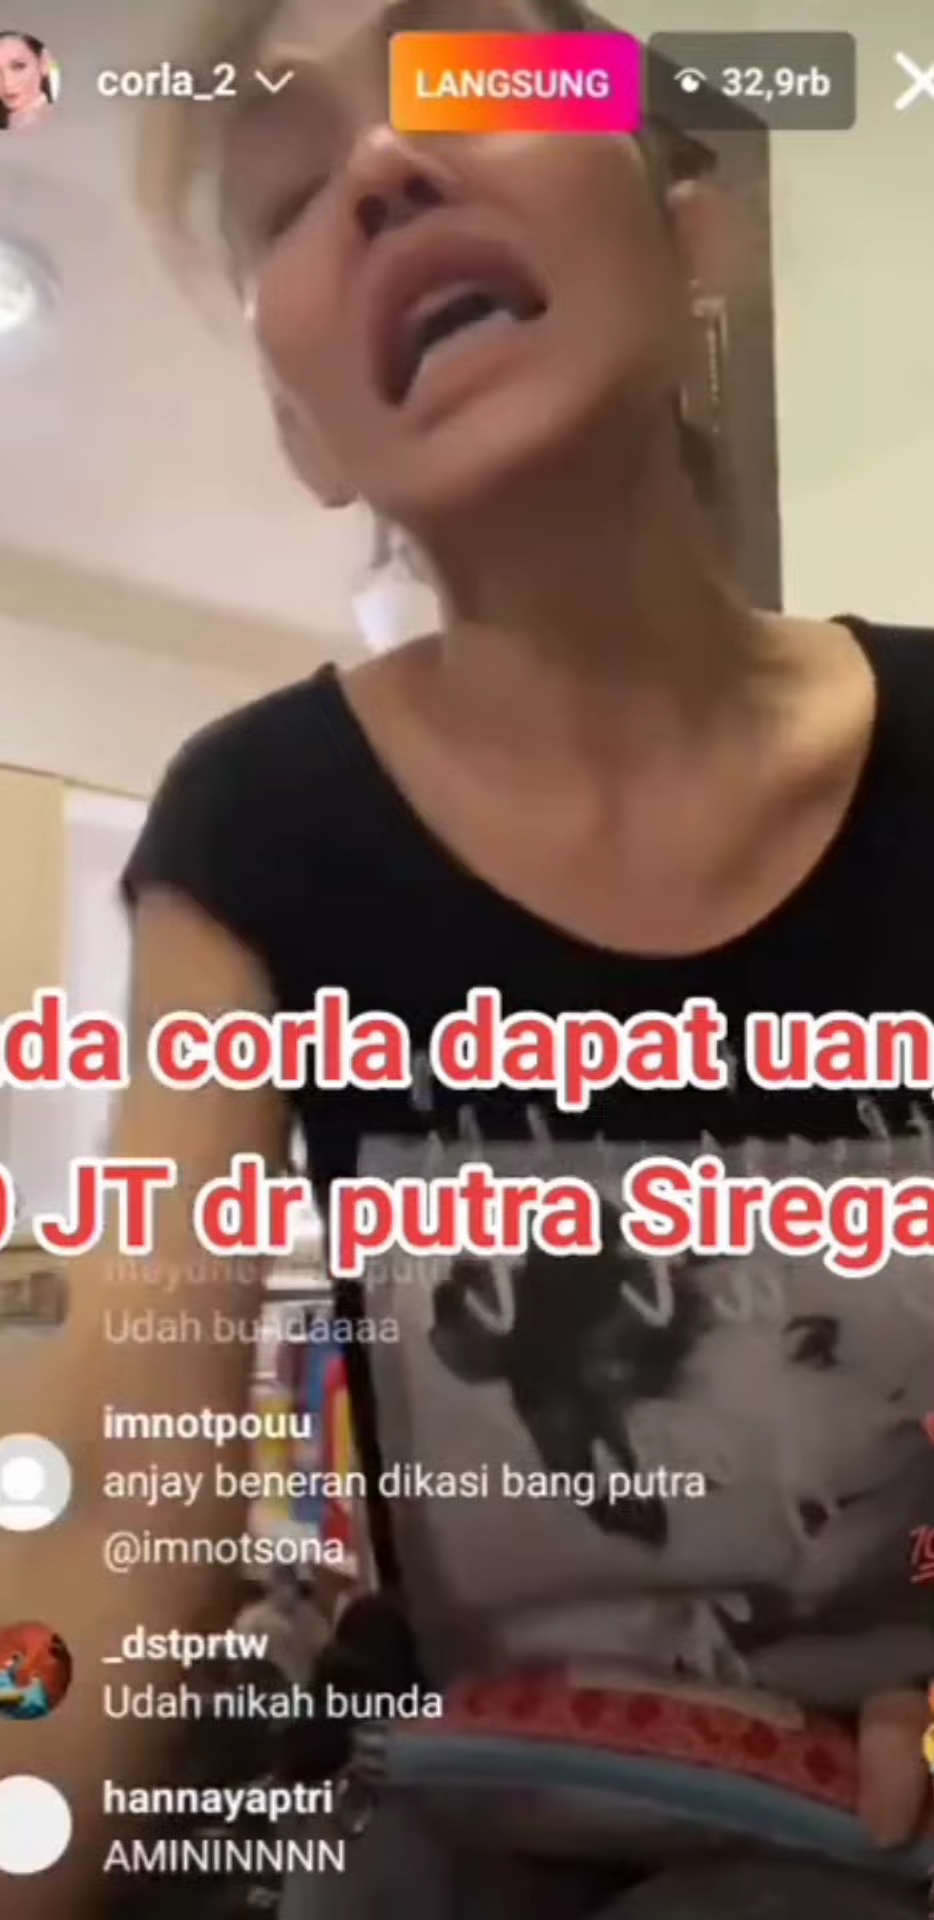 corla_2
LANGSUNG
32,9rb
da corla dapat uan
JT dr putra Sirega
Udah bundaaaa
imnotpouu
anjay beneran dikasi bang putra
@imnotsona
_dstprtw
Udah nikah bunda
hannayaptri
AMININNNN